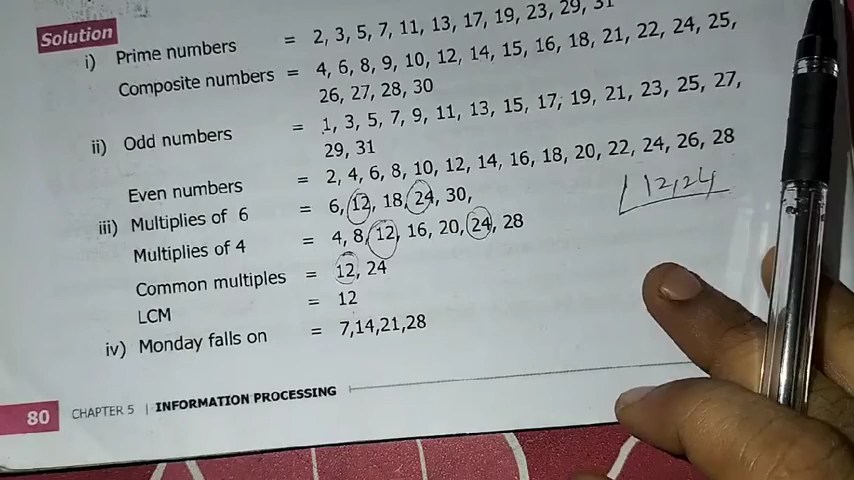 Solution
i) Prime numbers = 2, 3, 5, 7, 11, 13, 17, 19, 23, 29, 31
Composite numbers = 4, 6, 8, 9, 10, 12, 14, 15, 16, 18, 21, 22, 24, 25,
26, 27, 28, 30
ii) Odd numbers = 1, 3, 5, 7, 9, 11, 13, 15, 17, 19, 21, 23, 25, 27,
29, 31
Even numbers = 2, 4, 6, 8, 10, 12, 14, 16, 18, 20, 22, 24, 26, 28
iii) Multiplies of 6 = 6, 12, 18, 24, 30,
12,24
Multiplies of 4 = 4, 8, 12, 16, 20, 24, 28
Common multiples = 12, 24
LCM = 12
iv) Monday falls on = 7,14,21,28
80 CHAPTER 5 | INFORMATION PROCESSING